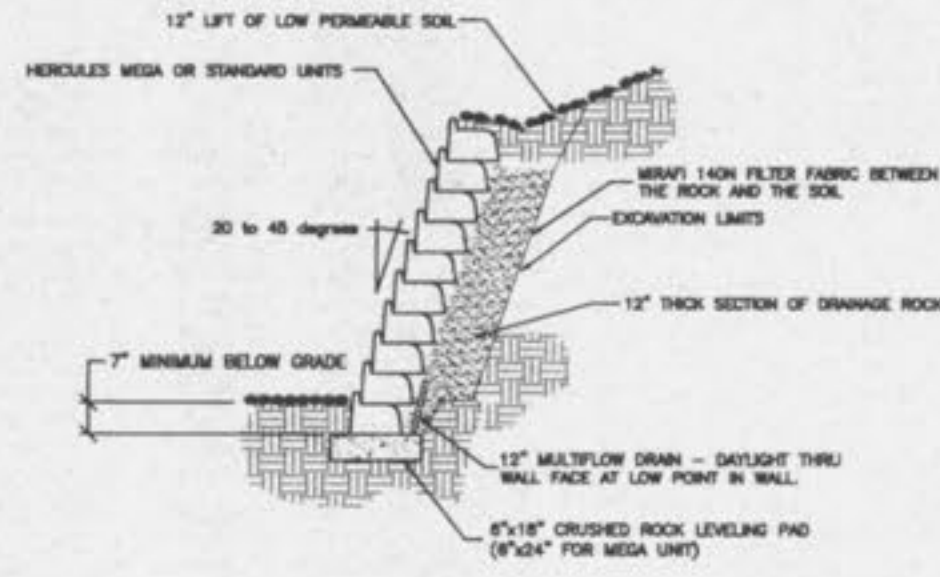 12" LIFT OF LOW PERMEABLE SOIL
HERCULES MEGA OR STANDARD UNITS
MIRAFI 140N FILTER FABRIC BETWEEN
THE ROCK AND THE SOIL
20 to 45 degrees
EXCAVATION LIMITS
12" THICK SECTION OF DRAINAGE ROCK
7" MINIMUM BELOW GRADE
12" MULTIFLOW DRAIN - DAYLIGHT THRU
WALL FACE AT LOW POINT IN WALL.
6"x18" CRUSHED ROCK LEVELING PAD
(6"x24" FOR MEGA UNIT)